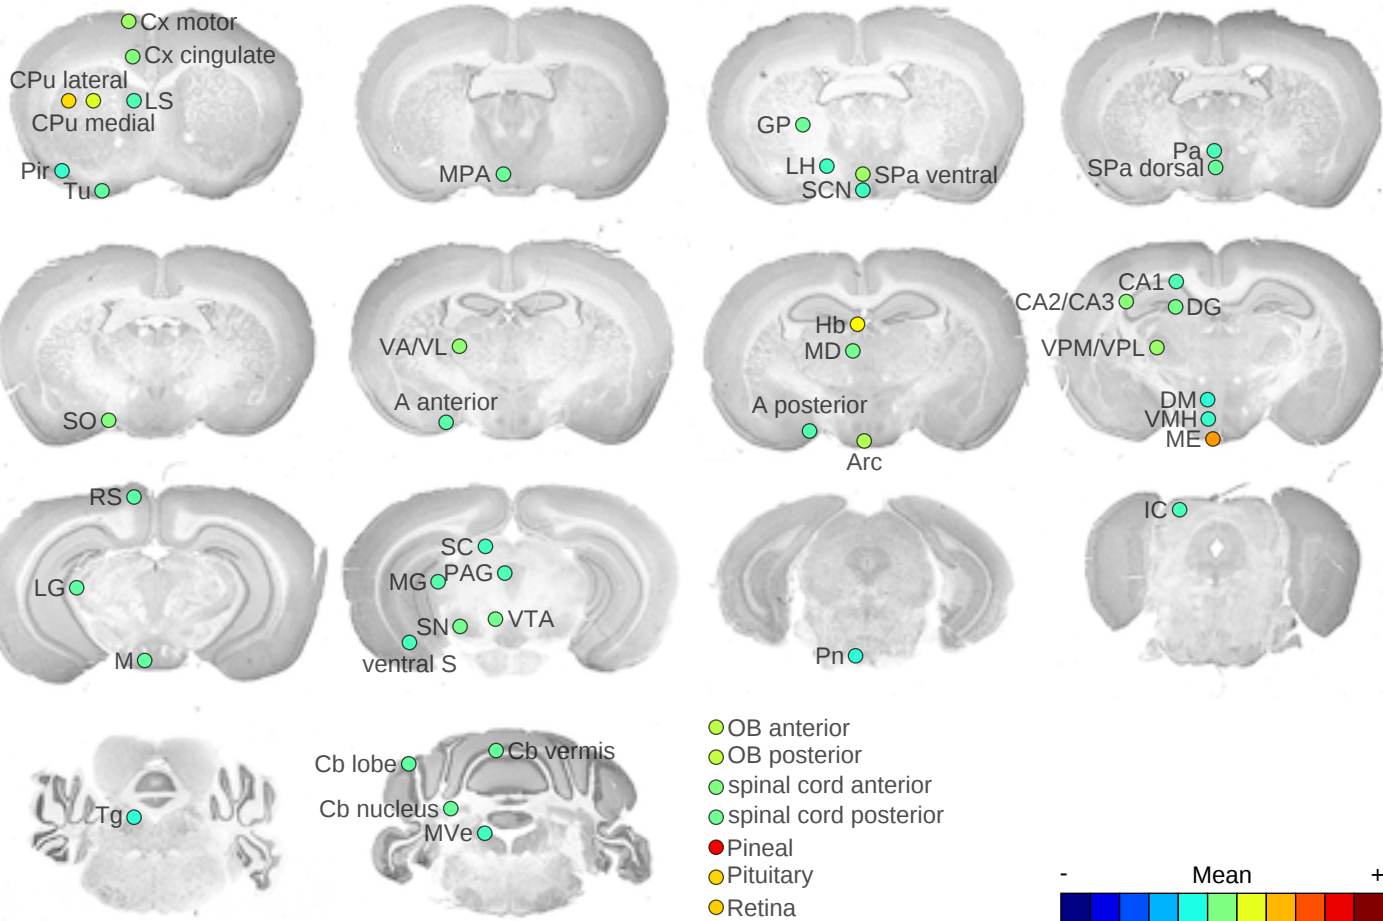 Cx motor
Cx cingulate
CPu lateral
LS
CPu medial
Pir
Tu
MPA
GP
LH
SPa ventral
SCN
Pa
SPa dorsal
SO
VA/VL
A anterior
Hb
MD
A posterior
Arc
CA1
CA2/CA3
DG
VPM/VPL
DM
VMH
ME
RS
LG
M
SC
MG
PAG
SN
VTA
ventral S
Pn
IC
Tg
Cb lobe
Cb vermis
Cb nucleus
MVe
OB anterior
OB posterior
spinal cord anterior
spinal cord posterior
Pineal
Pituitary
Retina
- Mean +